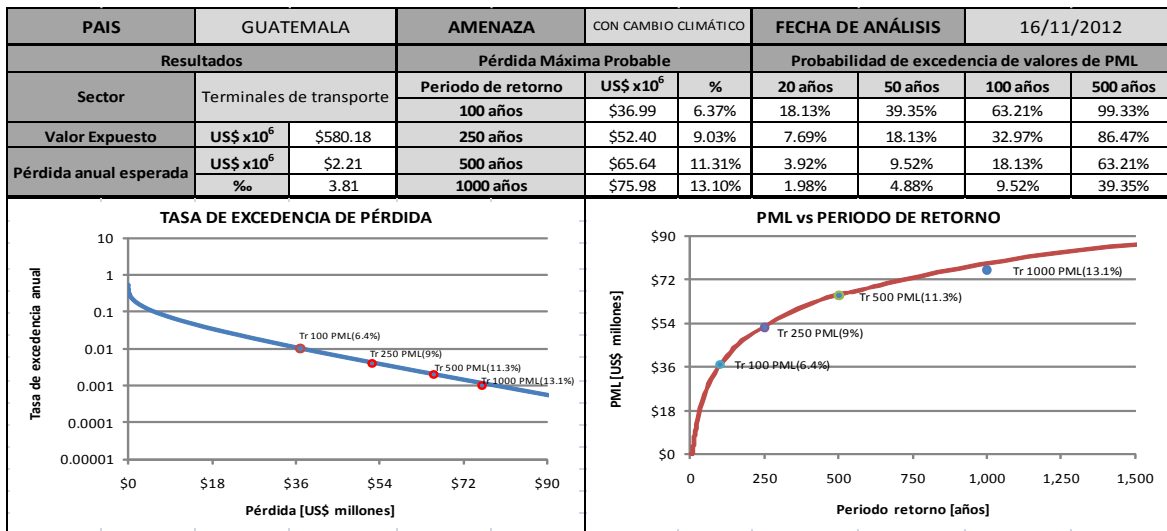 PAIS GUATEMALA AMENAZA CON CAMBIO CLIMÁTICO FECHA DE ANÁLISIS 16/11/2012
Resultados Pérdida Máxima Probable Probabilidad de excedencia de valores de PML
Sector Terminales de transporte Periodo de retorno US$ x10⁶ % 20 años 50 años 100 años 500 años
100 años $36.99 6.37% 18.13% 39.35% 63.21% 99.33%
Valor Expuesto US$ x10⁶ $580.18 250 años $52.40 9.03% 7.69% 18.13% 32.97% 86.47%
Pérdida anual esperada US$ x10⁶ $2.21 500 años $65.64 11.31% 3.92% 9.52% 18.13% 63.21%
‰ 3.81 1000 años $75.98 13.10% 1.98% 4.88% 9.52% 39.35%
TASA DE EXCEDENCIA DE PÉRDIDA
Tasa de excedencia anual
10
1
0.1
0.01
0.001
0.0001
0.00001
Tr 100 PML(6.4%)
Tr 250 PML(9%)
Tr 500 PML(11.3%)
Tr 1000 PML(13.1%)
$0 $18 $36 $54 $72 $90
Pérdida [US$ millones]
PML vs PERIODO DE RETORNO
PML[US$ millones]
$90
$72
$54
$36
$18
$0
Tr 1000 PML(13.1%)
Tr 500 PML(11.3%)
Tr 250 PML(9%)
Tr 100 PML(6.4%)
0 250 500 750 1,000 1,250 1,500
Periodo retorno [años]